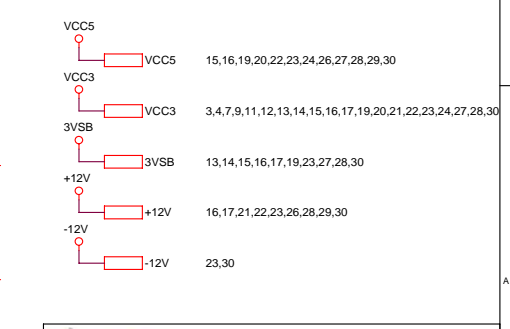 VCC5
VCC5 15,16,19,20,22,23,24,26,27,28,29,30
VCC3
VCC3 3,4,7,9,11,12,13,14,15,16,17,19,20,21,22,23,24,27,28,30
3VSB
3VSB 13,14,15,16,17,19,23,27,28,30
+12V
+12V 16,17,21,22,23,26,28,29,30
-12V
-12V 23,30
A